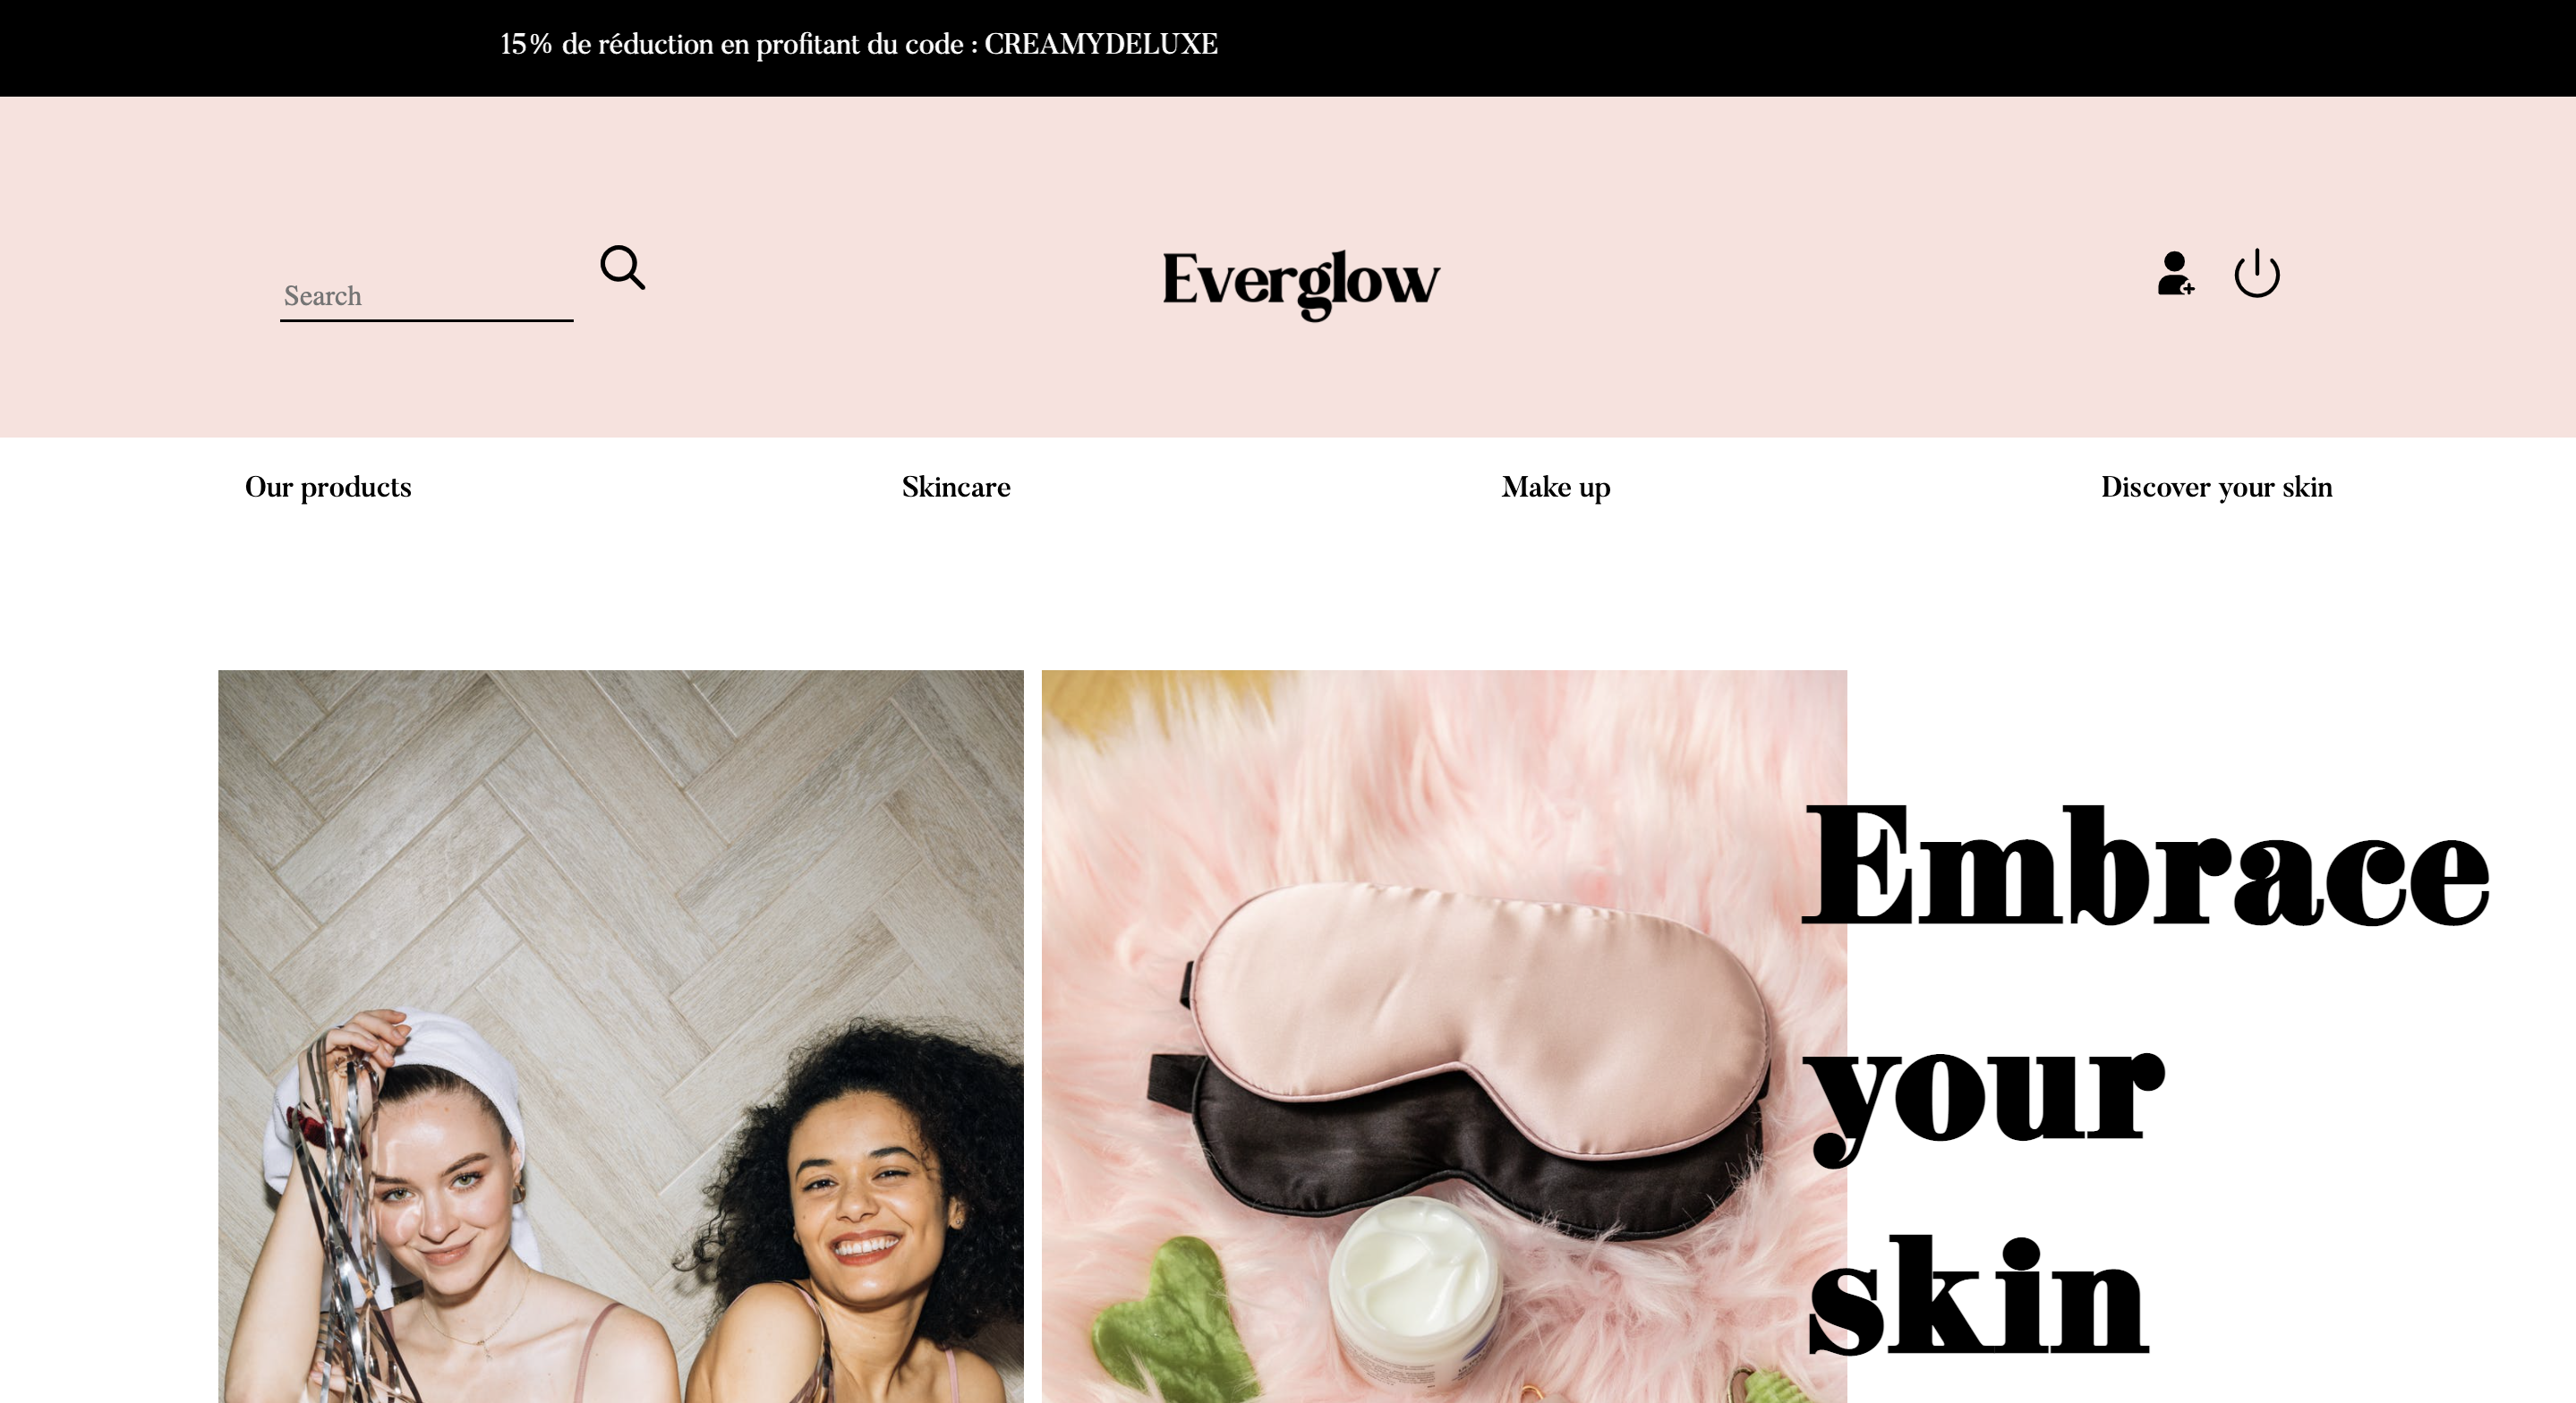 15% de réduction en profitant du code : CREAMYDELUXE
Search
Everglow
Our products
Skincare
Make up
Discover your skin
Embrace
your
skin